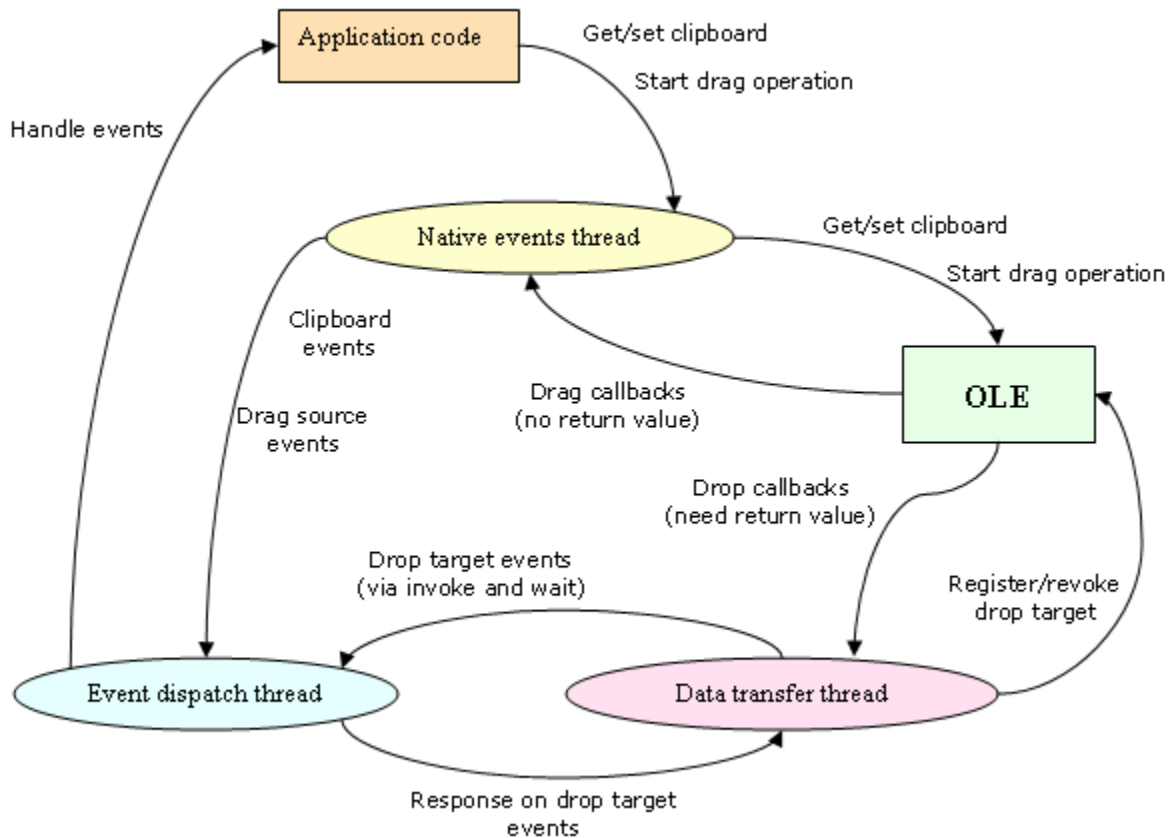 Application code
Get/set clipboard
Start drag operation
Handle events
Native events thread
Get/set clipboard
Start drag operation
Clipboard
events
Drag callbacks
(no return value)
OLE
Drag source
events
Drop callbacks
(need return value)
Drop target events
(via invoke and wait)
Register/revoke
drop target
Event dispatch thread
Data transfer thread
Response on drop target
events